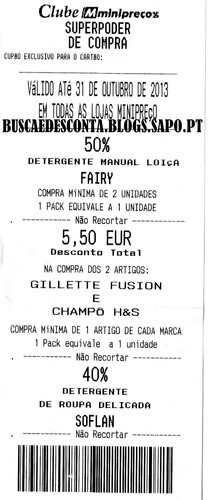 Clube Minipreço
SUPERPODER
DE COMPRA
CUPÃO EXCLUSIVO PARA O CARTÃO:
VáLIDO ATé 31 DE OUTUBRO DE 2013
EM TODAS AS LOJAS MINIPREçO
BUSCAEDESCONTA.BLOGS.SAPO.PT
50%
DETERGENTE MANUAL LOIçA
FAIRY
COMPRA MíNIMA DE 2 UNIDADES
1 PACK EQUIVALE A 1 UNIDADE
Não Recortar
5,50 EUR
Desconto Total
NA COMPRA DOS 2 ARTIGOS:
GILLETTE FUSION
E
CHAMPÔ H&S
COMPRA MíNIMA DE 1 ARTIGO DE CADA MARCA
1 Pack equivale a 1 unidade
Não Recortar
40%
DETERGENTE
DE ROUPA DELICADA
SOFLAN
Não Recortar